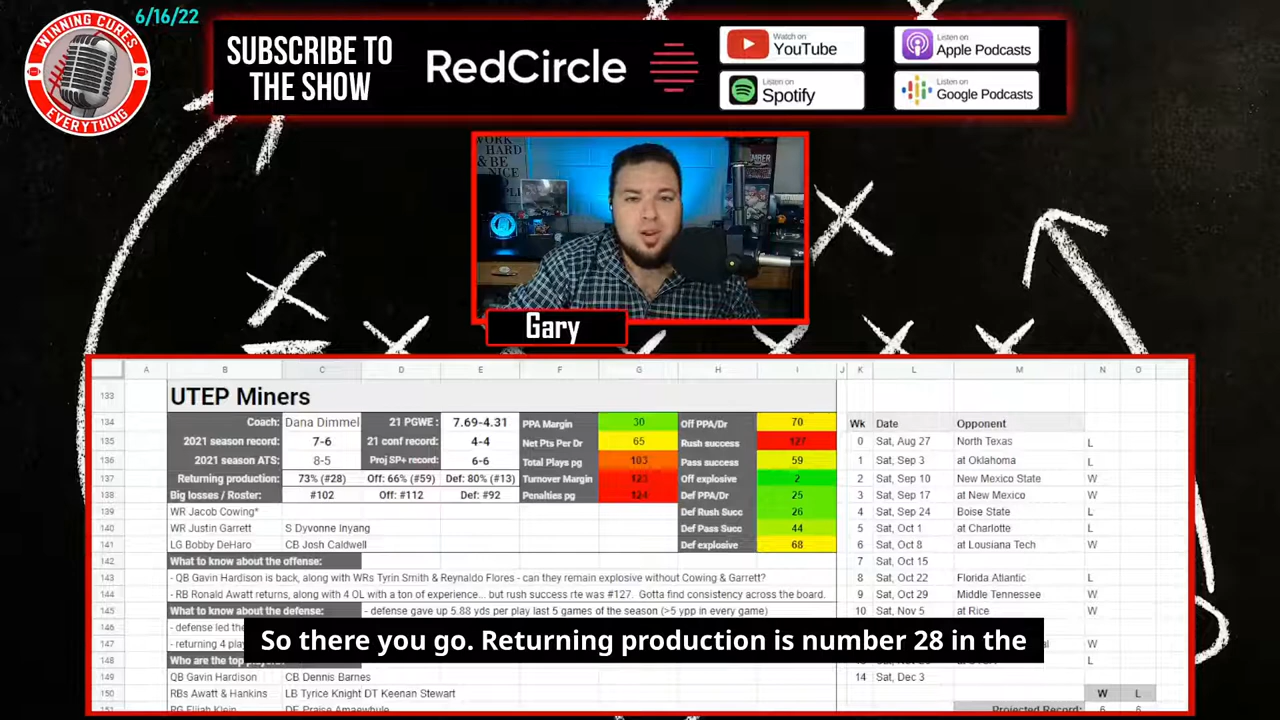 6/16/22
WINNING CURES
EVERYTHING
SUBSCRIBE TO
THE SHOW
RedCircle
Watch on
YouTube
Listen on
Apple Podcasts
Listen on
Spotify
Listen on
Google Podcasts
WORK
HARD
& BE
NICE
Gary
A B C D E F G H I J K L M N O
133 UTEP Miners
134 Coach: Dana Dimmel 21 PGWE : 7.69-4.31 PPA Margin 30 Off PPA/Dr 70 Wk Date Opponent
135 2021 season record: 7-6 21 conf record: 4-4 Net Pts Per Dr 65 Rush success 127 0 Sat, Aug 27 North Texas L
136 2021 season ATS: 8-5 Proj SP+ record: 6-6 Total Plays pg 103 Pass success 59 1 Sat, Sep 3 at Oklahoma L
137 Returning production: 73% (#28) Off: 66% (#59) Def: 80% (#13) Turnover Margin 123 Off explosive 2 2 Sat, Sep 10 New Mexico State W
138 Big losses / Roster: #102 Off: #112 Def: #92 Penalties pg 124 Def PPA/Dr 25 3 Sat, Sep 17 at New Mexico W
139 WR Jacob Cowing* Def Rush Succ 26 4 Sat, Sep 24 Boise State L
140 WR Justin Garrett S Dyvonne Inyang Def Pass Succ 44 5 Sat, Oct 1 at Charlotte L
141 LG Bobby DeHaro CB Josh Caldwell Def explosive 68 6 Sat, Oct 8 at Lousiana Tech W
142 What to know about the offense: 7 Sat, Oct 15
143 - QB Gavin Hardison is back, along with WRs Tyrin Smith & Reynaldo Flores - can they remain explosive without Cowing & Garrett? 8 Sat, Oct 22 Florida Atlantic L
144 - RB Ronald Awatt returns, along with 4 OL with a ton of experience... but rush success rte was #127. Gotta find consistency across the board. 9 Sat, Oct 29 Middle Tennessee W
145 What to know about the defense: - defense gave up 5.88 yds per play last 5 games of the season (>5 ypp in every game) 10 Sat, Nov 5 at Rice W
146 - defense led the
147 - returning 4 W
So there you go. Returning production is number 28 in the
148 Who are the top L
149 QB Gavin Hardison CB Dennis Barnes 14 Sat, Dec 3
150 RBs Awatt & Hankins LB Tyrice Knight DT Keenan Stewart W L
151 RG Elijah Klein DE Praise Amaewhule Projected Record: 6 6